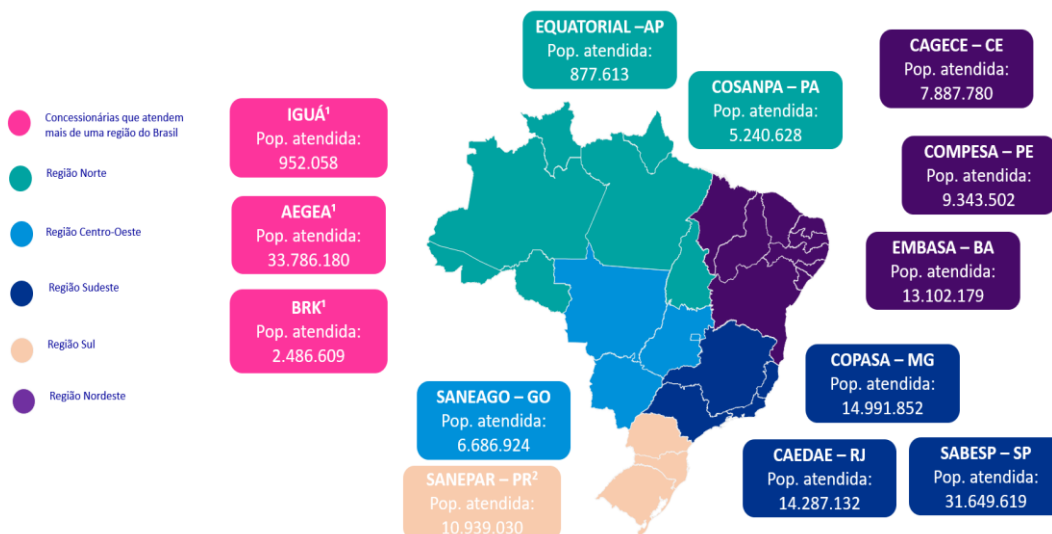 Concessionárias que atendem
mais de uma região do Brasil
Região Norte
Região Centro-Oeste
Região Sudeste
Região Sul
Região Nordeste
IGUÁ¹
Pop. atendida:
952.058
AEGEA¹
Pop. atendida:
33.786.180
BRK¹
Pop. atendida:
2.486.609
EQUATORIAL –AP
Pop. atendida:
877.613
COSANPA – PA
Pop. atendida:
5.240.628
CAGECE – CE
Pop. atendida:
7.887.780
COMPESA – PE
Pop. atendida:
9.343.502
EMBASA – BA
Pop. atendida:
13.102.179
COPASA – MG
Pop. atendida:
14.991.852
SANEAGO – GO
Pop. atendida:
6.686.924
CAEDAE – RJ
Pop. atendida:
14.287.132
SABESP – SP
Pop. atendida:
31.649.619
SANEPAR – PR²
Pop. atendida:
10.939.030